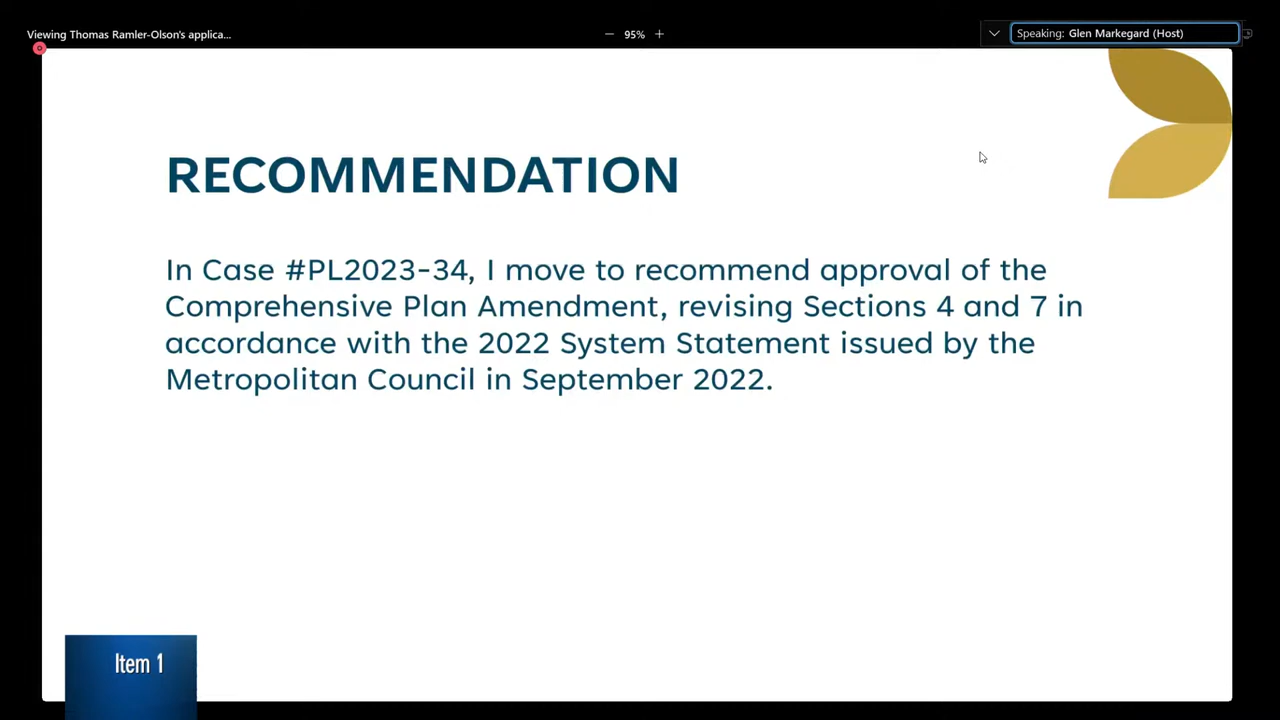 Viewing Thomas Ramler-Olson's applica...
— 95% +
Speaking: Glen Markegard (Host)
RECOMMENDATION
In Case #PL2023-34, I move to recommend approval of the
Comprehensive Plan Amendment, revising Sections 4 and 7 in
accordance with the 2022 System Statement issued by the
Metropolitan Council in September 2022.
Item 1